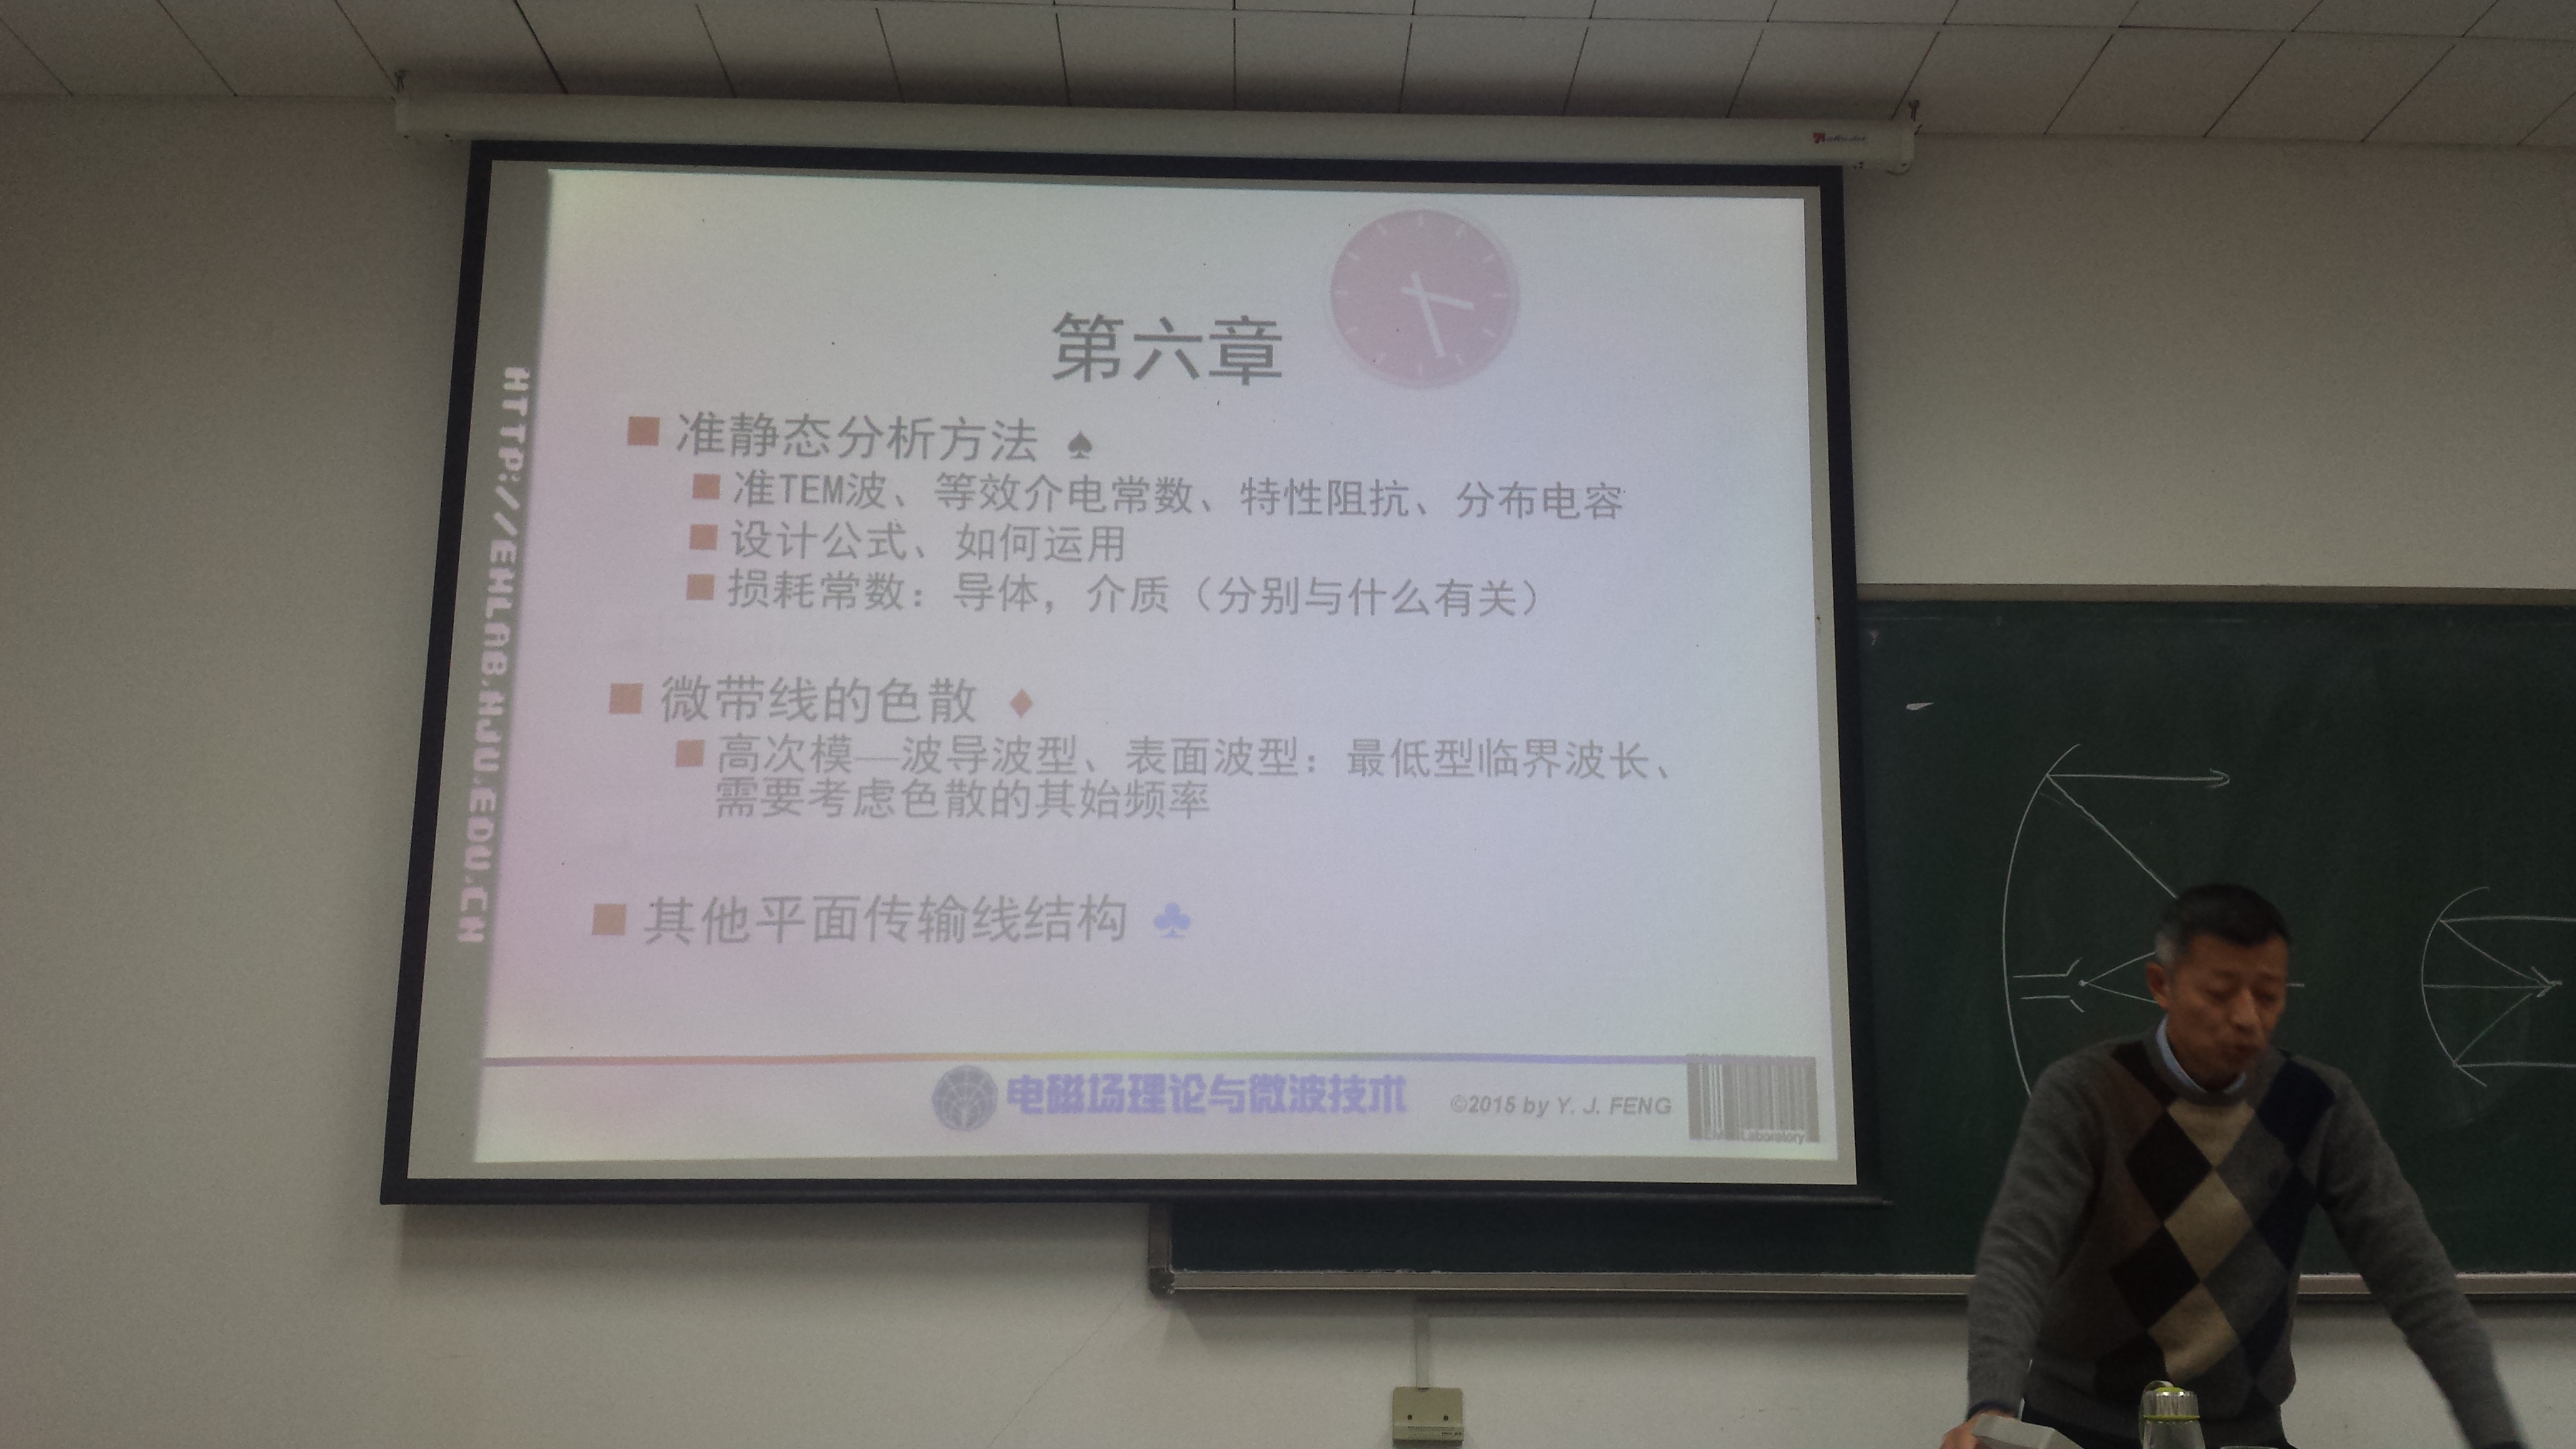 第六章
准静态分析方法 ♠
准TEM波、等效介电常数、特性阻抗、分布电容
设计公式、如何运用
损耗常数：导体，介质（分别与什么有关）
微带线的色散 ♦
高次模—波导波型、表面波型：最低型临界波长、
需要考虑色散的其始频率
其他平面传输线结构 ♣
电磁场理论与微波技术
©2015 by Y. J. FENG
Laboratory
HTTP://EHLAB.NJU.EDU.CN